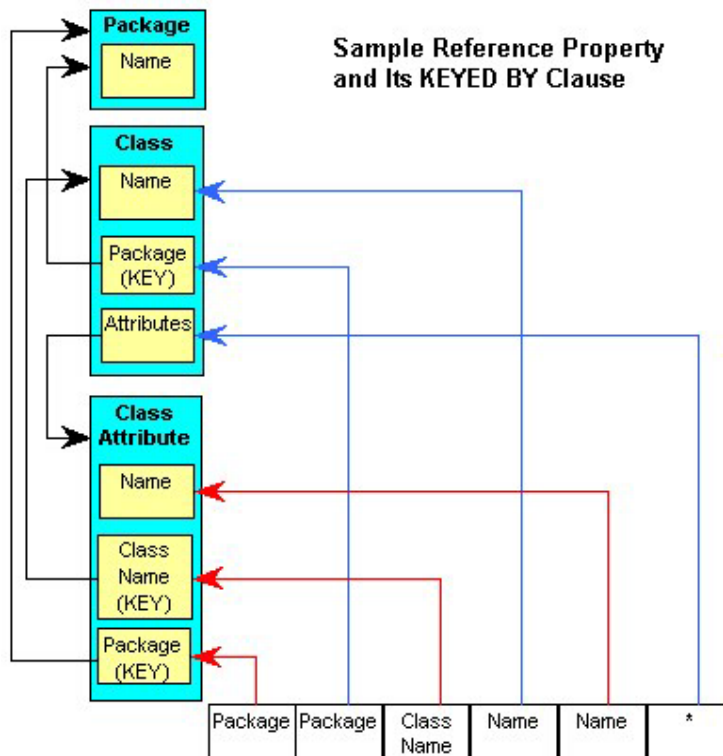 Package
Name
Sample Reference Property
and Its KEYED BY Clause
Class
Name
Package
(KEY)
Attributes
Class
Attribute
Name
Class
Name
(KEY)
Package
(KEY)
Package
Package
Class
Name
Name
Name
*